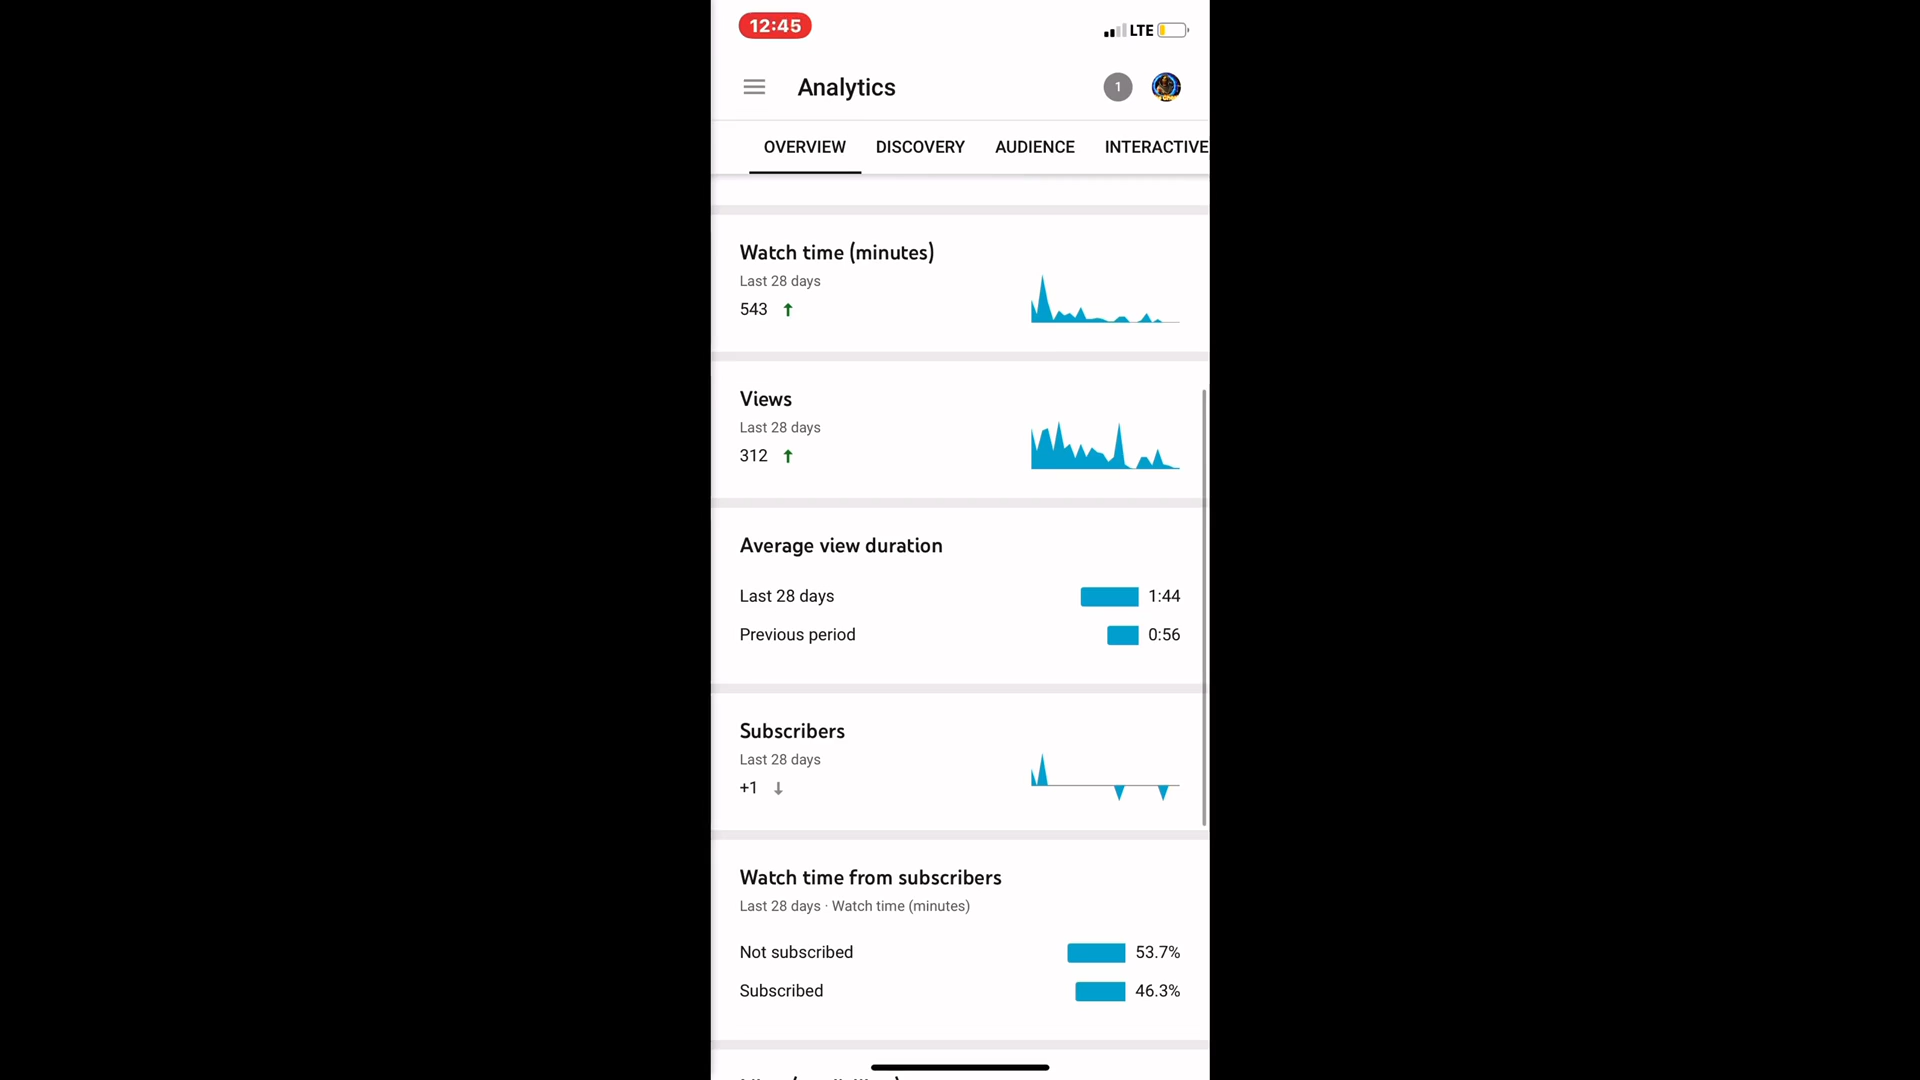 12:45
LTE
Analytics
1
OVERVIEW DISCOVERY AUDIENCE INTERACTIVE
Watch time (minutes)
Last 28 days
543
Views
Last 28 days
312
Average view duration
Last 28 days 1:44
Previous period 0:56
Subscribers
Last 28 days
+1
Watch time from subscribers
Last 28 days · Watch time (minutes)
Not subscribed 53.7%
Subscribed 46.3%